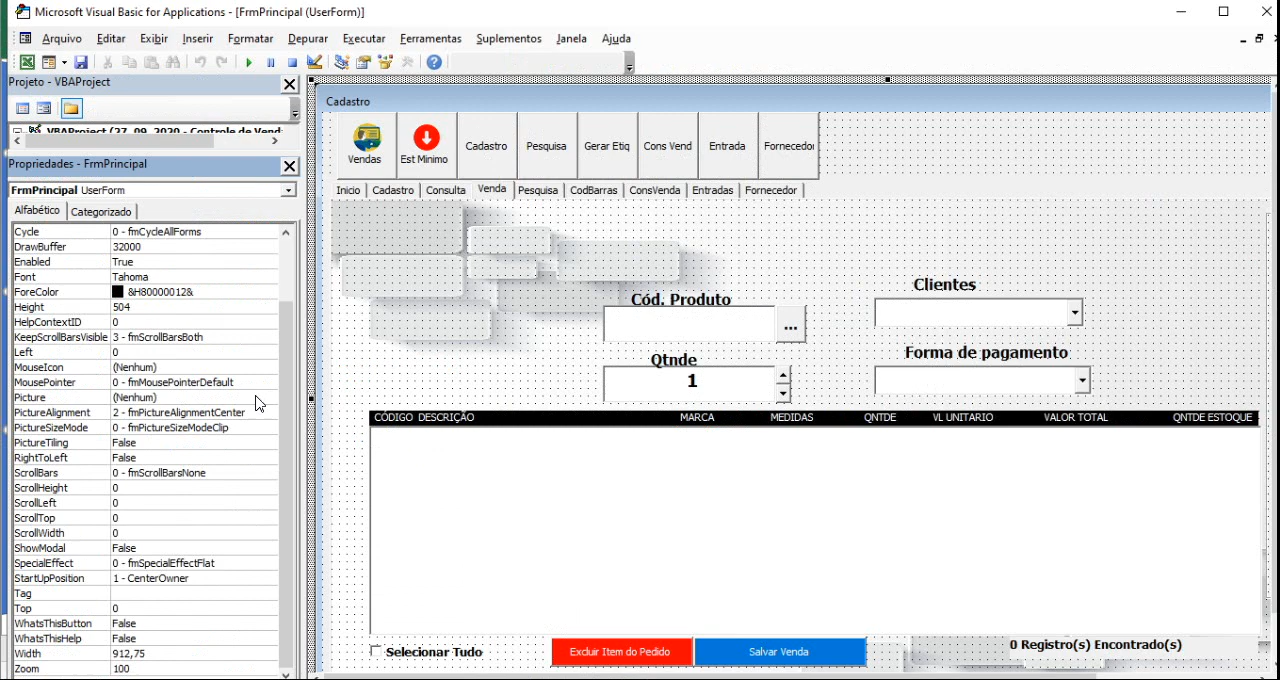 Microsoft Visual Basic for Applications - [FrmPrincipal (UserForm)]
Arquivo Editar Exibir Inserir Formatar Depurar Executar Ferramentas Suplementos Janela Ajuda
Projeto - VBAProject
VBAProject (27_09_2020 - Controle de Vend
Propriedades - FrmPrincipal
FrmPrincipal UserForm
Alfabético Categorizado
Cycle 0 - fmCycleAllForms
DrawBuffer 32000
Enabled True
Font Tahoma
ForeColor &H80000012&
Height 504
HelpContextID 0
KeepScrollBarsVisible 3 - fmScrollBarsBoth
Left 0
MouseIcon (Nenhum)
MousePointer 0 - fmMousePointerDefault
Picture (Nenhum)
PictureAlignment 2 - fmPictureAlignmentCenter
PictureSizeMode 0 - fmPictureSizeModeClip
PictureTiling False
RightToLeft False
ScrollBars 0 - fmScrollBarsNone
ScrollHeight 0
ScrollLeft 0
ScrollTop 0
ScrollWidth 0
ShowModal False
SpecialEffect 0 - fmSpecialEffectFlat
StartUpPosition 1 - CenterOwner
Tag
Top 0
WhatsThisButton False
WhatsThisHelp False
Width 912,75
Zoom 100
Cadastro
Vendas Est Minimo Cadastro Pesquisa Gerar Etiq Cons Vend Entrada Fornecedor
Inicio Cadastro Consulta Venda Pesquisa CodBarras ConsVenda Entradas Fornecedor
Clientes
Cód. Produto
...
Forma de pagamento
Qtnde
1
CÓDIGO DESCRIÇÃO MARCA MEDIDAS QNTDE VL UNITARIO VALOR TOTAL QNTDE ESTOQUE
Selecionar Tudo Excluir Item do Pedido Salvar Venda 0 Registro(s) Encontrado(s)